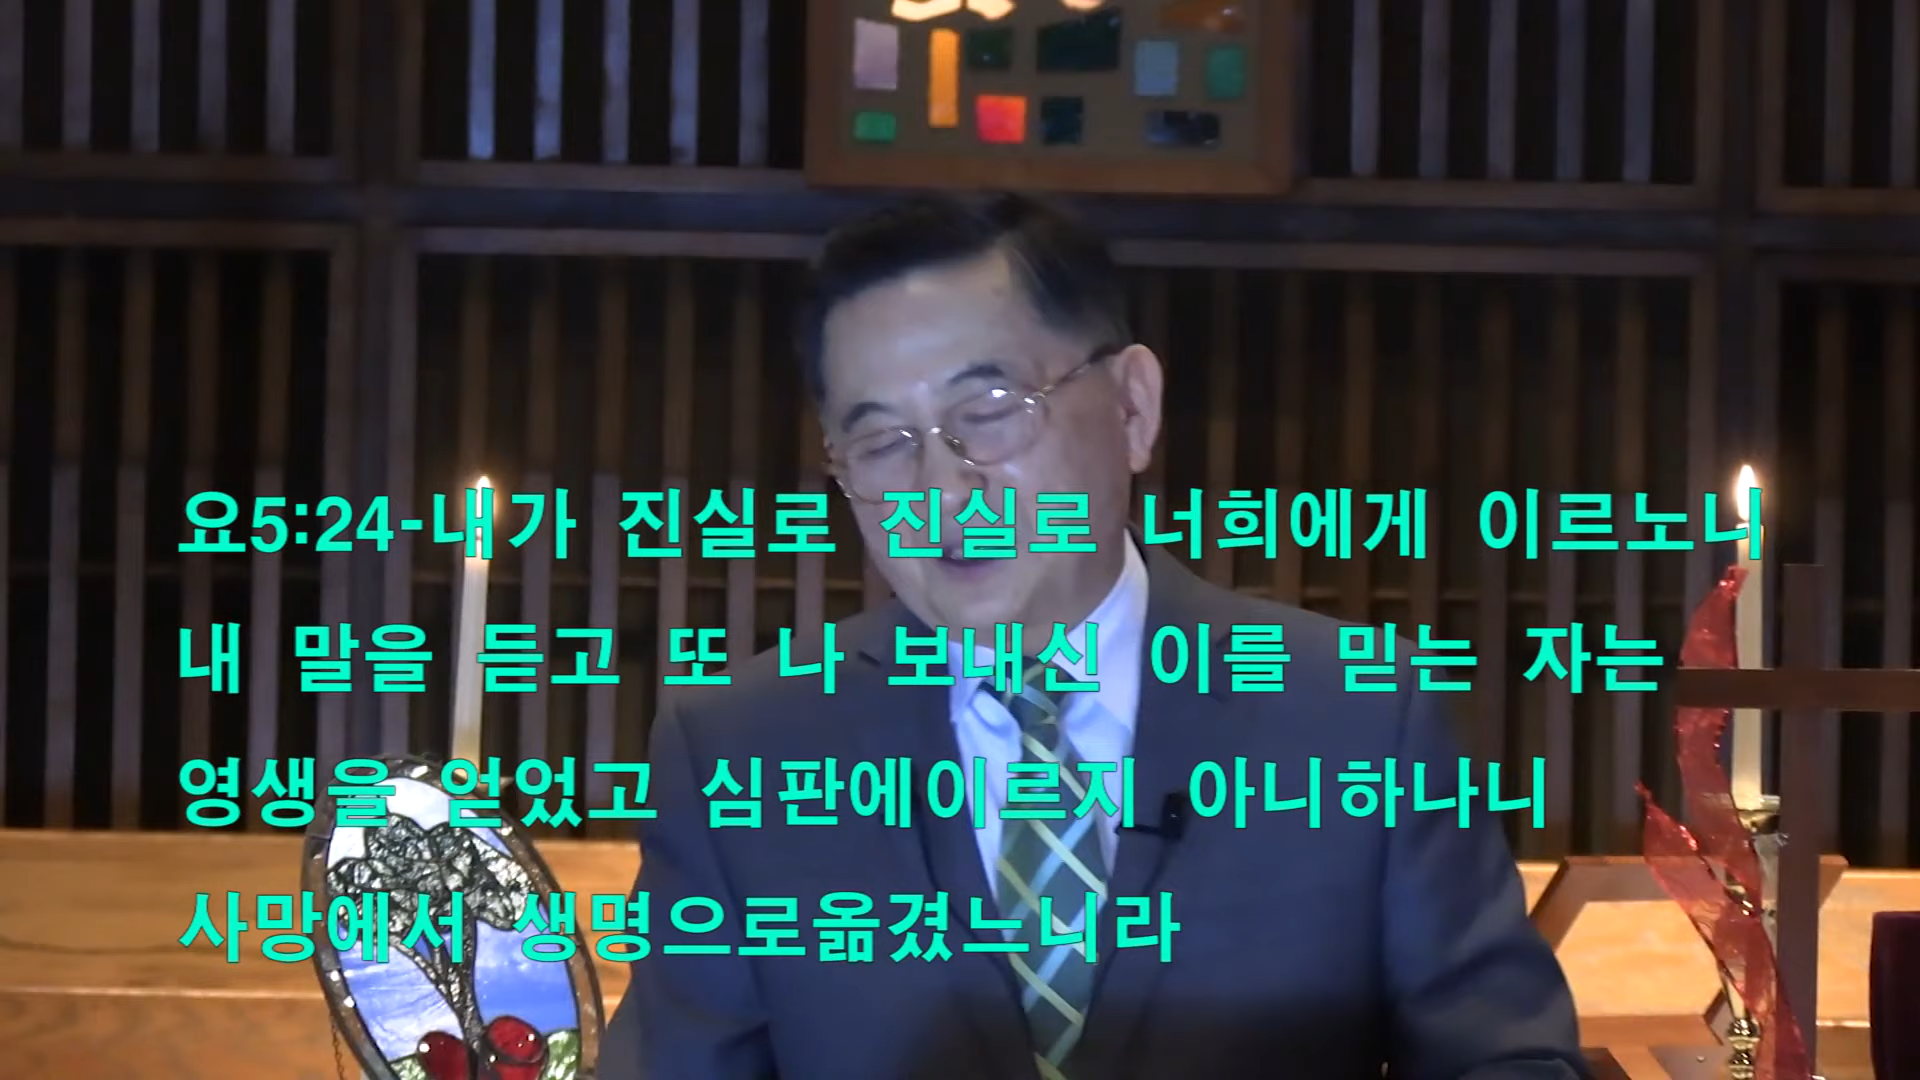 요5:24-내가 진실로 진실로 너희에게 이르노니
내 말을 듣고 또 나 보내신 이를 믿는 자는
영생을 얻었고 심판에이르지 아니하나니
사망에서 생명으로옮겼느니라